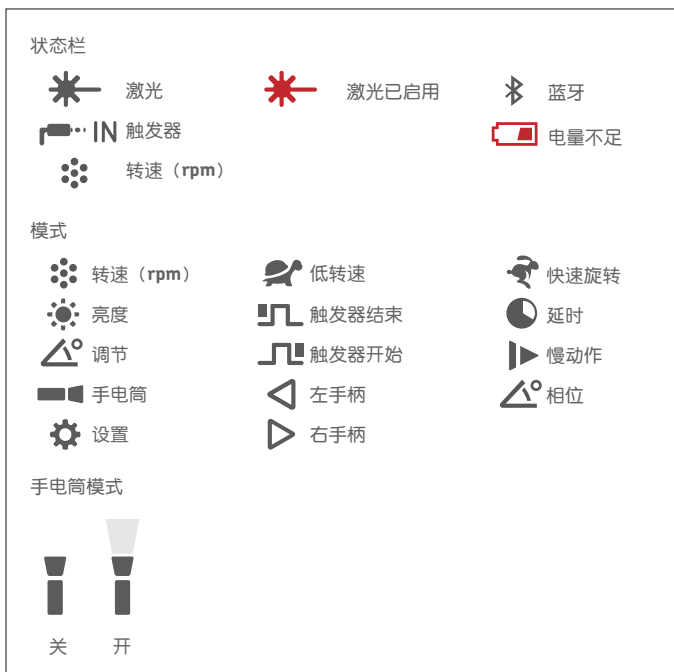 状态栏
激光
激光已启用
蓝牙
IN 触发器
电量不足
转速（rpm）
模式
转速（rpm）
低转速
快速旋转
亮度
触发器结束
延时
调节
触发器开始
慢动作
手电筒
左手柄
相位
设置
右手柄
手电筒模式
关
开